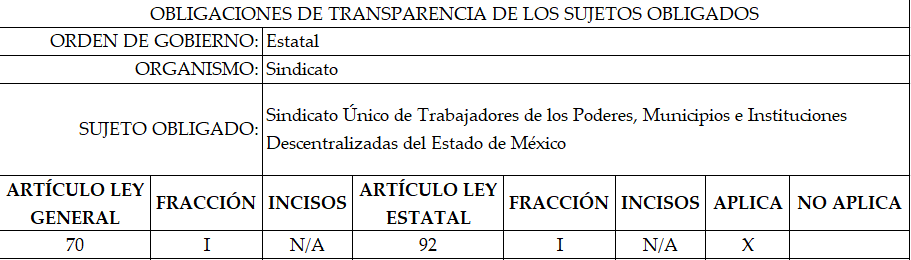 OBLIGACIONES DE TRANSPARENCIA DE LOS SUJETOS OBLIGADOS
ORDEN DE GOBIERNO: Estatal
ORGANISMO: Sindicato
SUJETO OBLIGADO: Sindicato Único de Trabajadores de los Poderes, Municipios e Instituciones
Descentralizadas del Estado de México
ARTÍCULO LEY GENERAL FRACCIÓN INCISOS ARTÍCULO LEY ESTATAL FRACCIÓN INCISOS APLICA NO APLICA
70 I N/A 92 I N/A X